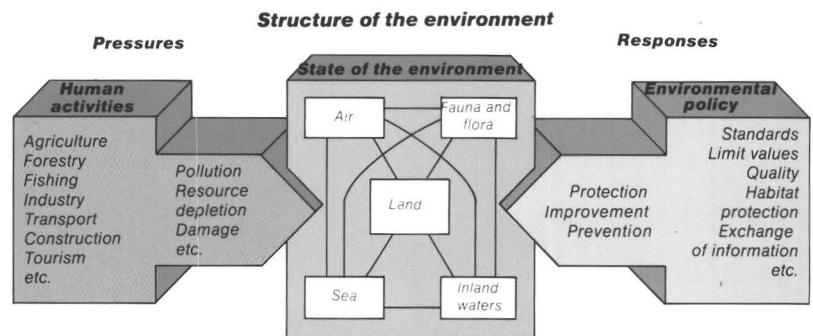 Structure of the environment
Pressures
Responses
Human
activities
Agriculture
Forestry
Fishing
Industry
Transport
Construction
Tourism
etc.
Pollution
Resource
depletion
Damage
etc.
State of the environment
Air
Fauna and
flora
Land
Sea
Inland
waters
Protection
Improvement
Prevention
Environmental
policy
Standards
Limit values
Quality
Habitat
protection
Exchange
of information
etc.